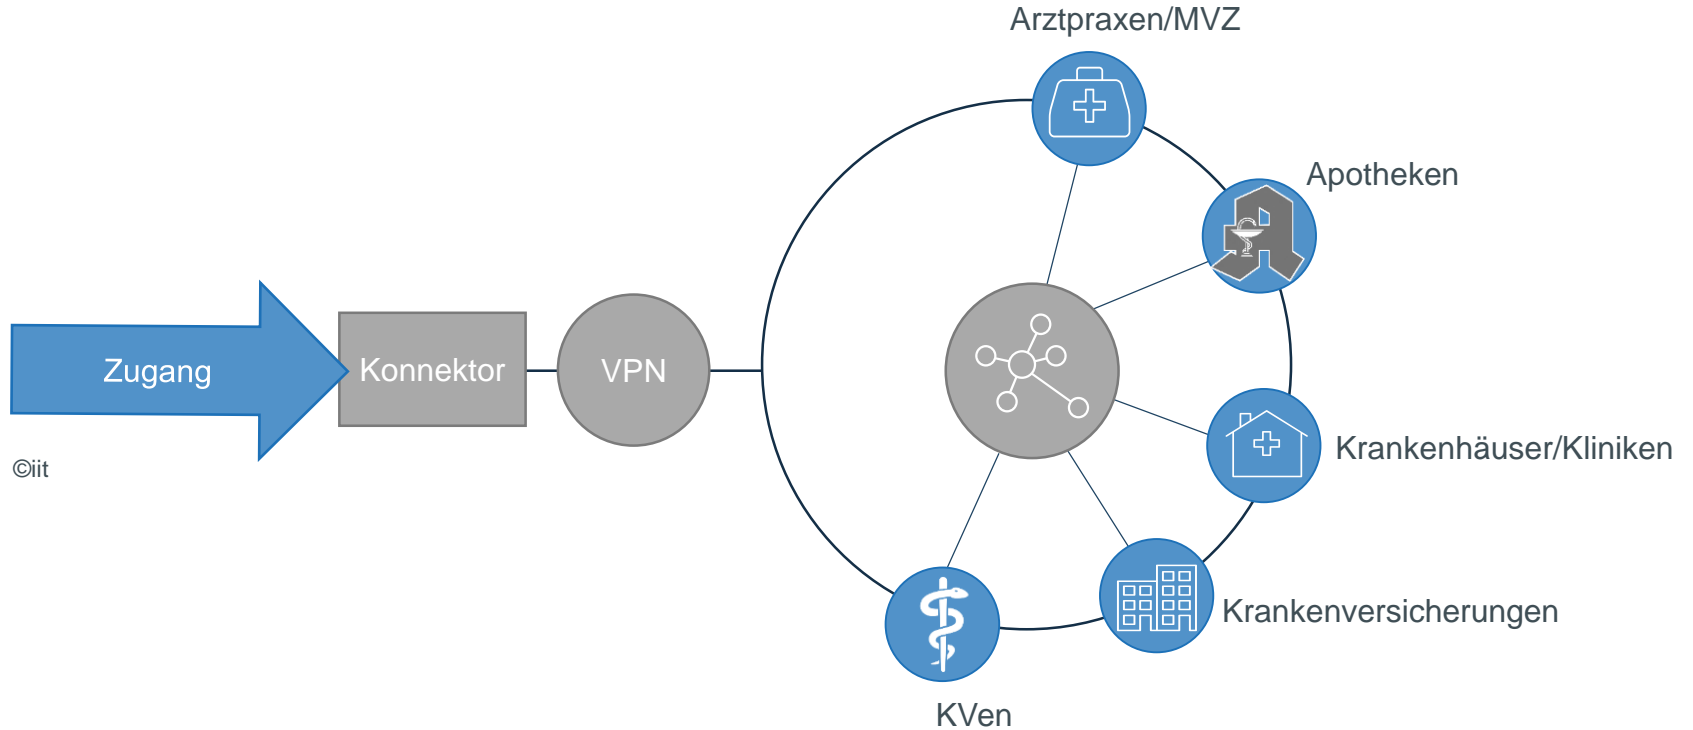 Arztpraxen/MVZ
Apotheken
Zugang
Konnektor
VPN
Krankenhäuser/Kliniken
©iit
Krankenversicherungen
KVen